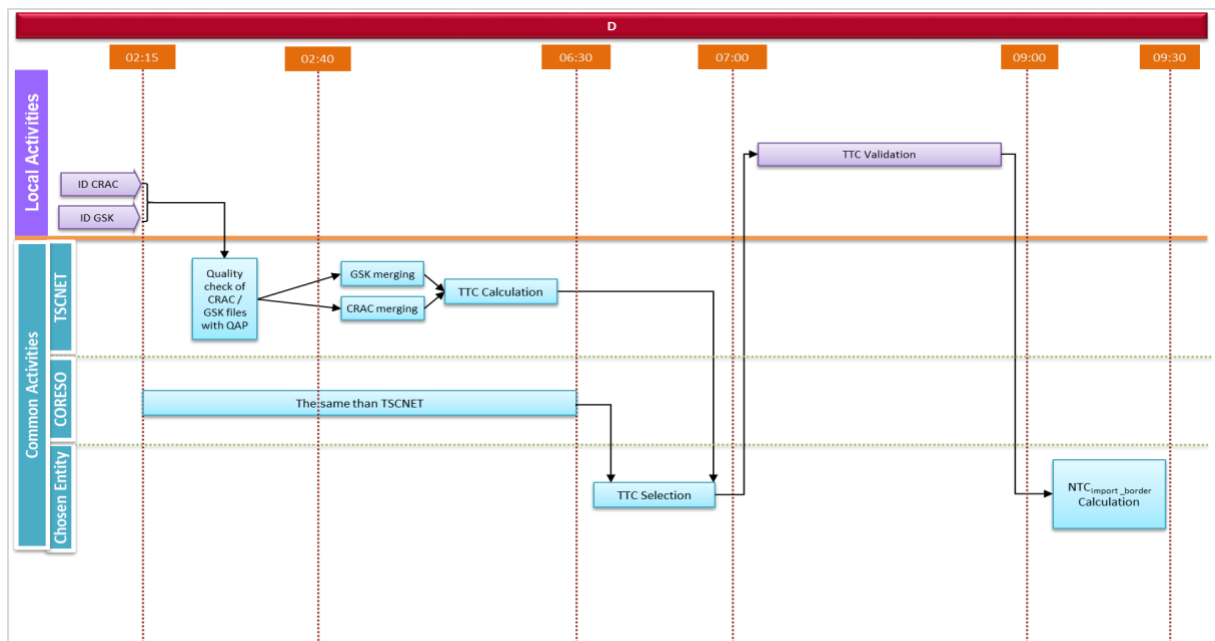 D
02:15
02:40
06:30
07:00
09:00
09:30
Local Activities
TTC Validation
ID CRAC
ID GSK
Common Activities
TSCNET
Quality
check of
CRAC /
GSK files
with QAP
GSK merging
CRAC merging
TTC Calculation
CORESO
The same than TSCNET
Chosen Entity
TTC Selection
NTCimport_border
Calculation